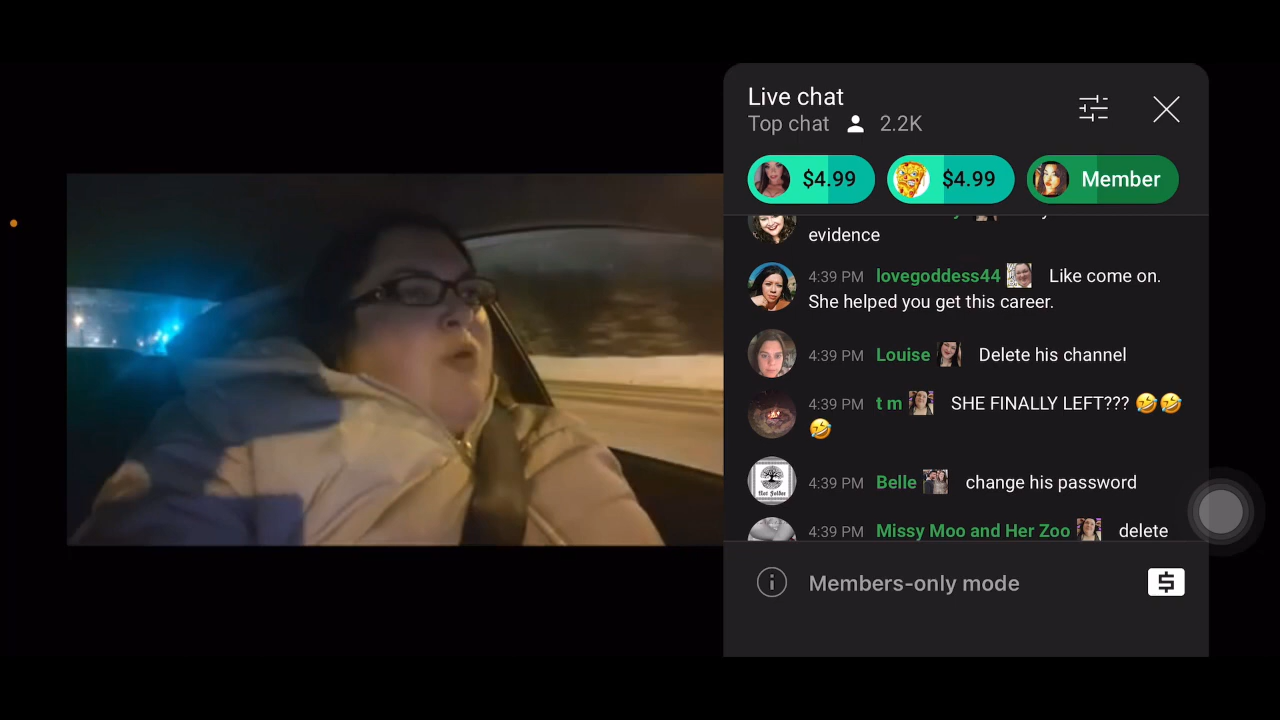 Live chat
Top chat 2.2K
$4.99 $4.99 Member
evidence
4:39 PM lovegoddess44 Like come on.
She helped you get this career.
4:39 PM Louise Delete his channel
4:39 PM t m SHE FINALLY LEFT??? 🤣🤣
🤣
4:39 PM Belle change his password
4:39 PM Missy Moo and Her Zoo delete
Members-only mode